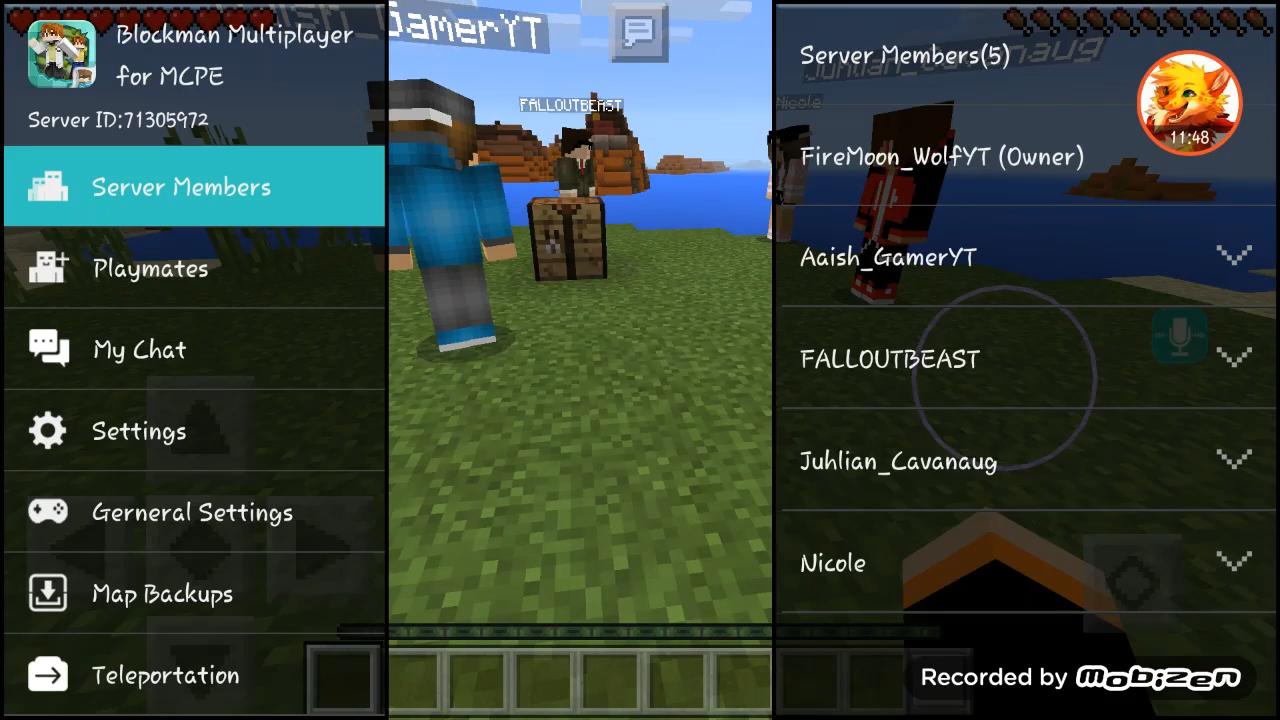 Blockman Multiplayer
for MCPE
Server ID:71305972
Server Members
Playmates
My Chat
Settings
Gerneral Settings
Map Backups
Teleportation
GamerYT
FALLOUTBEAST
Server Members(5)
Nicole
11:48
FireMoon_WolfYT (Owner)
Aaish_GamerYT
FALLOUTBEAST
Juhlian_Cavanaug
Nicole
Recorded by mobizen